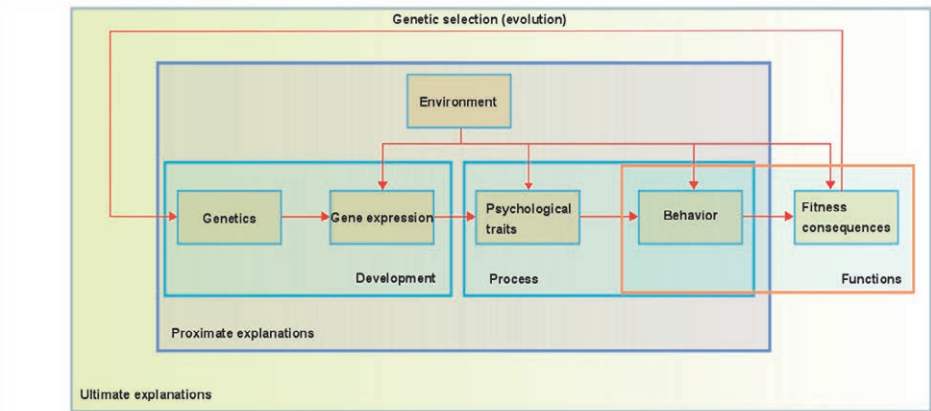 Genetic selection (evolution)
Environment
Genetics
Gene expression
Psychological
traits
Behavior
Fitness
consequences
Development
Process
Functions
Proximate explanations
Ultimate explanations